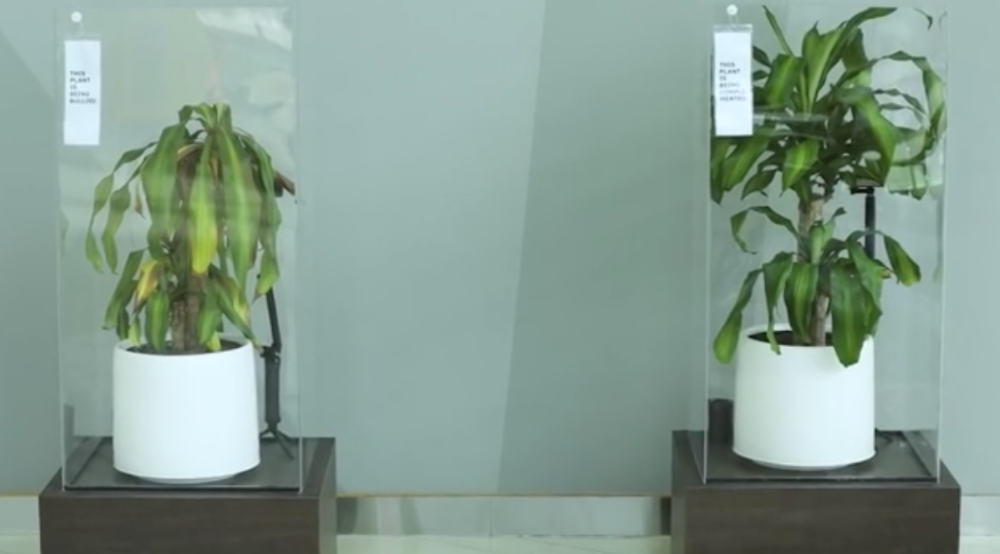 THIS
PLANT
IS
BEING
BULLIED
THIS
PLANT
IS
BEING
COMPLI
MENTED